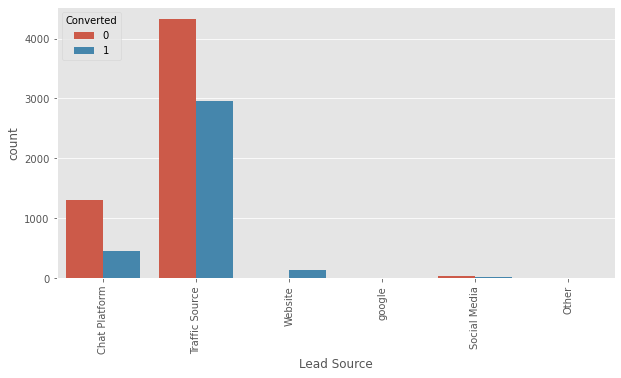 Converted
0
1
4000
3000
2000
1000
0
count
Chat Platform
Traffic Source
Website
google
Social Media
Other
Lead Source